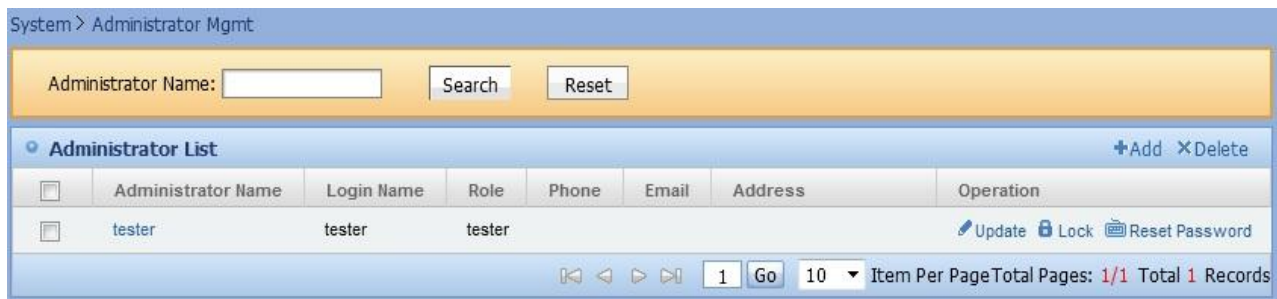 System > Administrator Mgmt
Administrator Name: Search Reset
Administrator List +Add ×Delete
Administrator Name Login Name Role Phone Email Address Operation
tester tester tester Update Lock Reset Password
1 Go 10 Item Per PageTotal Pages: 1/1 Total 1 Records